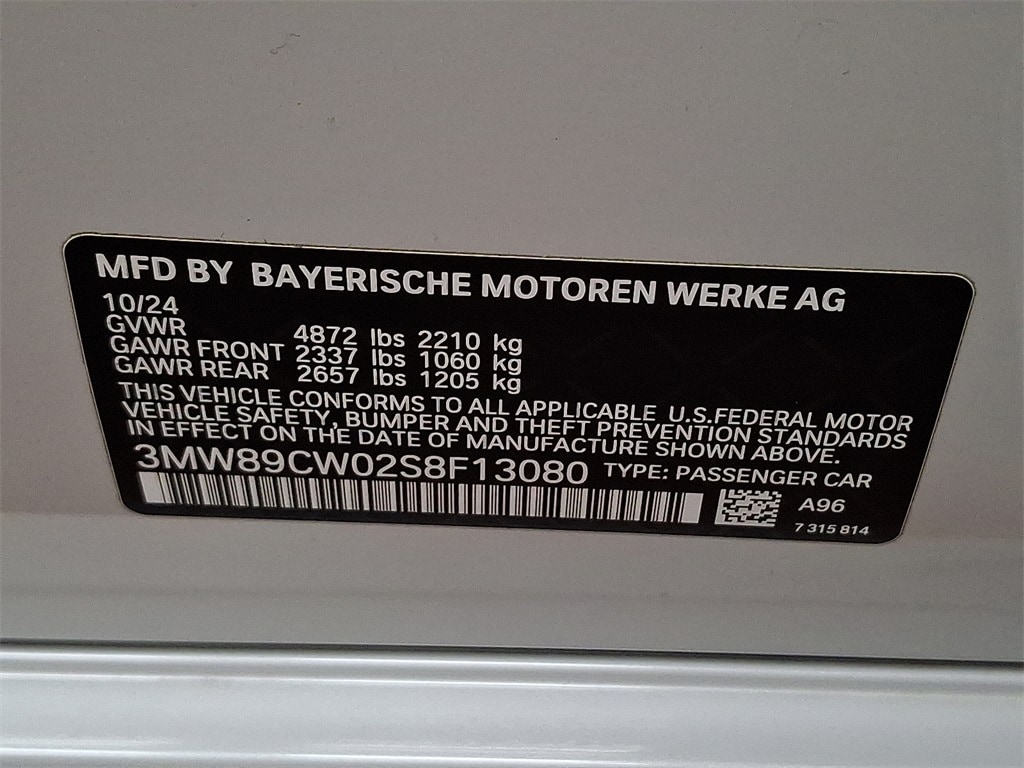 MFD BY BAYERISCHE MOTOREN WERKE AG
10/24
GVWR 4872 lbs 2210 kg
GAWR FRONT 2337 lbs 1060 kg
GAWR REAR 2657 lbs 1205 kg
THIS VEHICLE CONFORMS TO ALL APPLICABLE U.S.FEDERAL MOTOR
VEHICLE SAFETY, BUMPER AND THEFT PREVENTION STANDARDS
IN EFFECT ON THE DATE OF MANUFACTURE SHOWN ABOVE.
3MW89CW02S8F13080 TYPE: PASSENGER CAR
A96
7 315 814